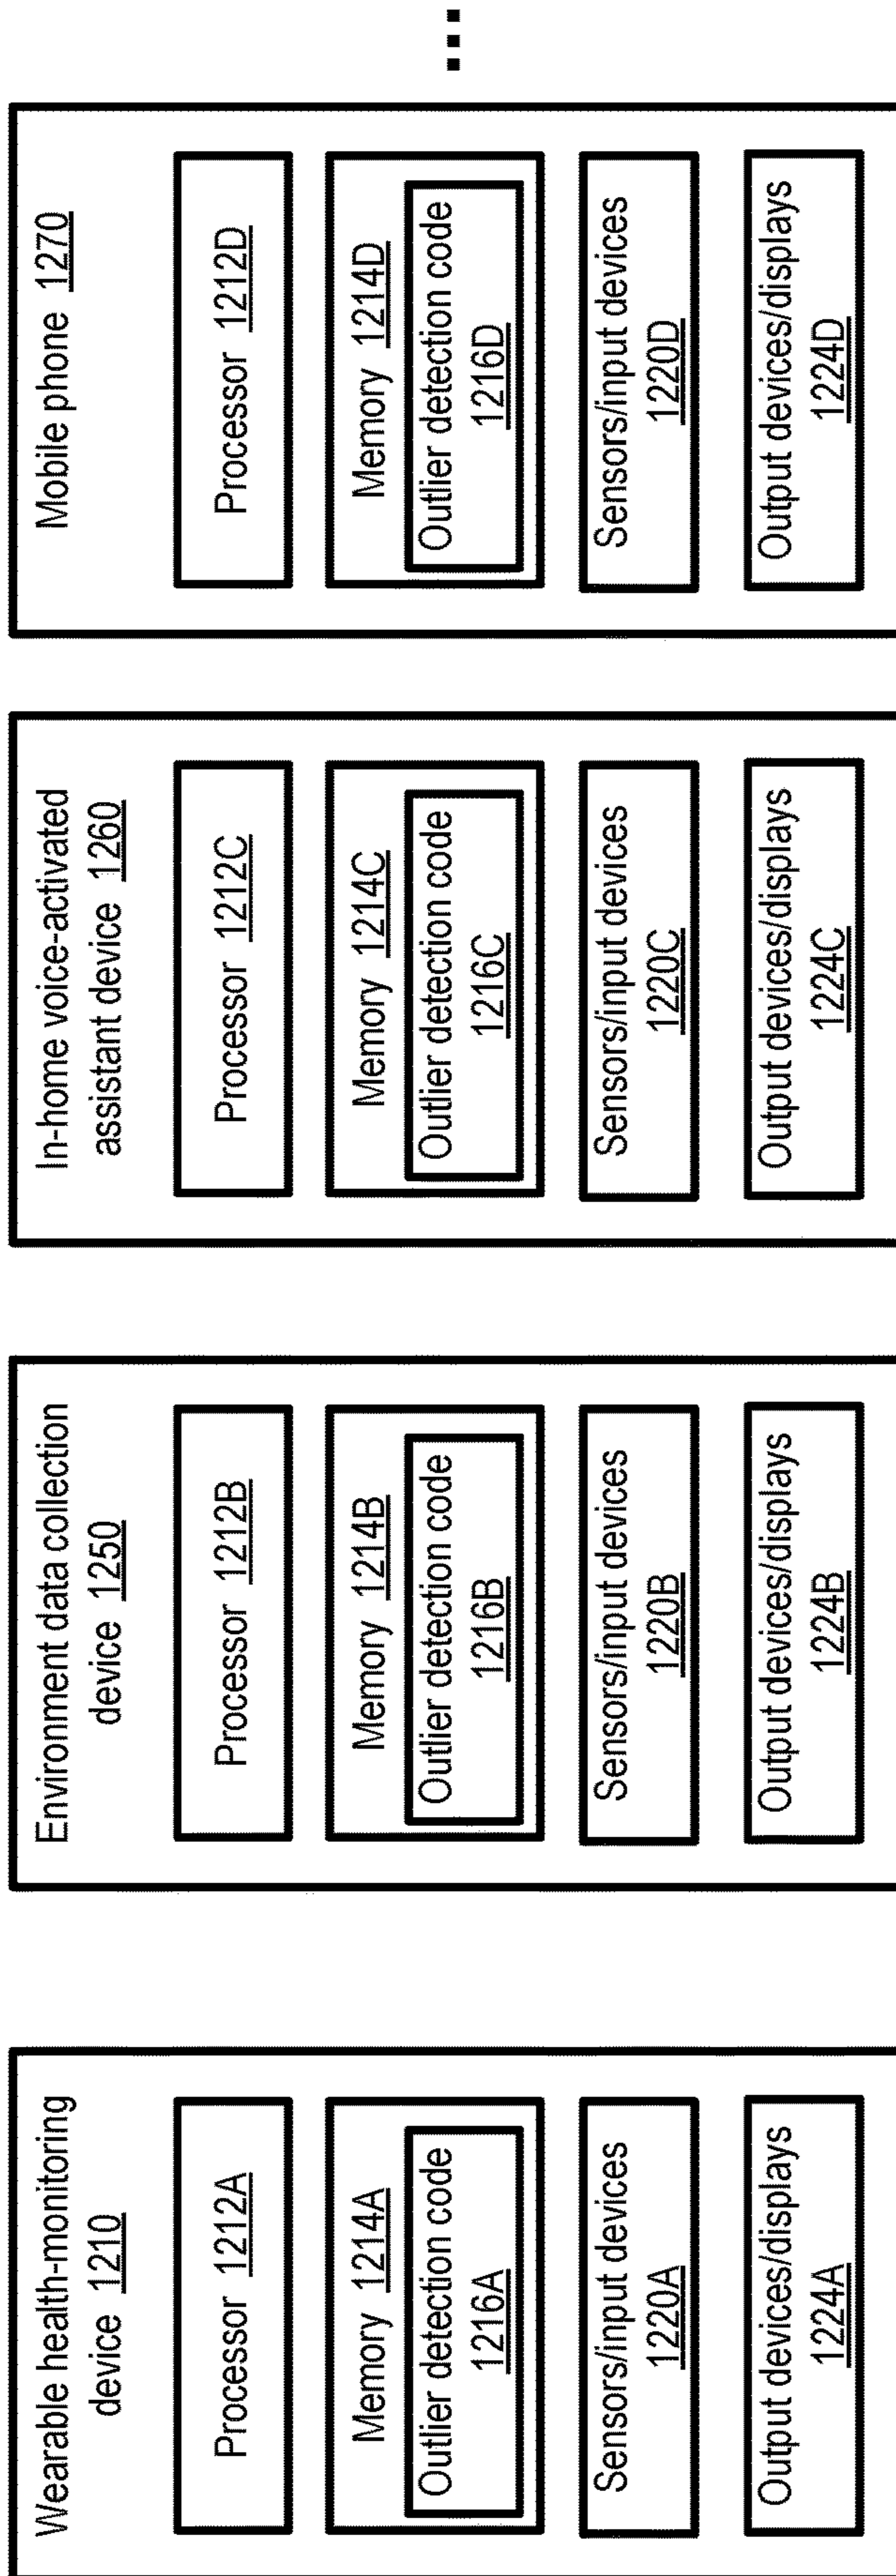 Wearable health-monitoring
device 1210
Processor 1212A
Memory 1214A
Outlier detection code
1216A
Sensors/input devices
1220A
Output devices/displays
1224A
Environment data collection
device 1250
Processor 1212B
Memory 1214B
Outlier detection code
1216B
Sensors/input devices
1220B
Output devices/displays
1224B
In-home voice-activated
assistant device 1260
Processor 1212C
Memory 1214C
Outlier detection code
1216C
Sensors/input devices
1220C
Output devices/displays
1224C
Mobile phone 1270
Processor 1212D
Memory 1214D
Outlier detection code
1216D
Sensors/input devices
1220D
Output devices/displays
1224D
...